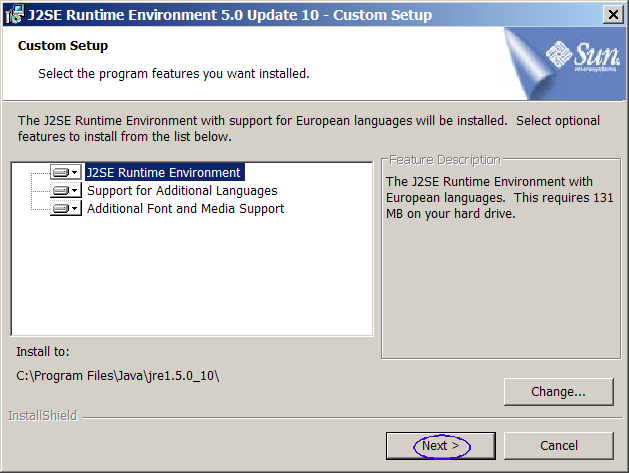 J2SE Runtime Environment 5.0 Update 10 - Custom Setup
Custom Setup
Select the program features you want installed.
Sun
microsystems
The J2SE Runtime Environment with support for European languages will be installed.  Select optional
features to install from the list below.
J2SE Runtime Environment
Support for Additional Languages
Additional Font and Media Support
Feature Description
The J2SE Runtime Environment with
European languages.  This requires 131
MB on your hard drive.
Install to:
C:\Program Files\Java\jre1.5.0_10\
Change...
InstallShield
Next >
Cancel